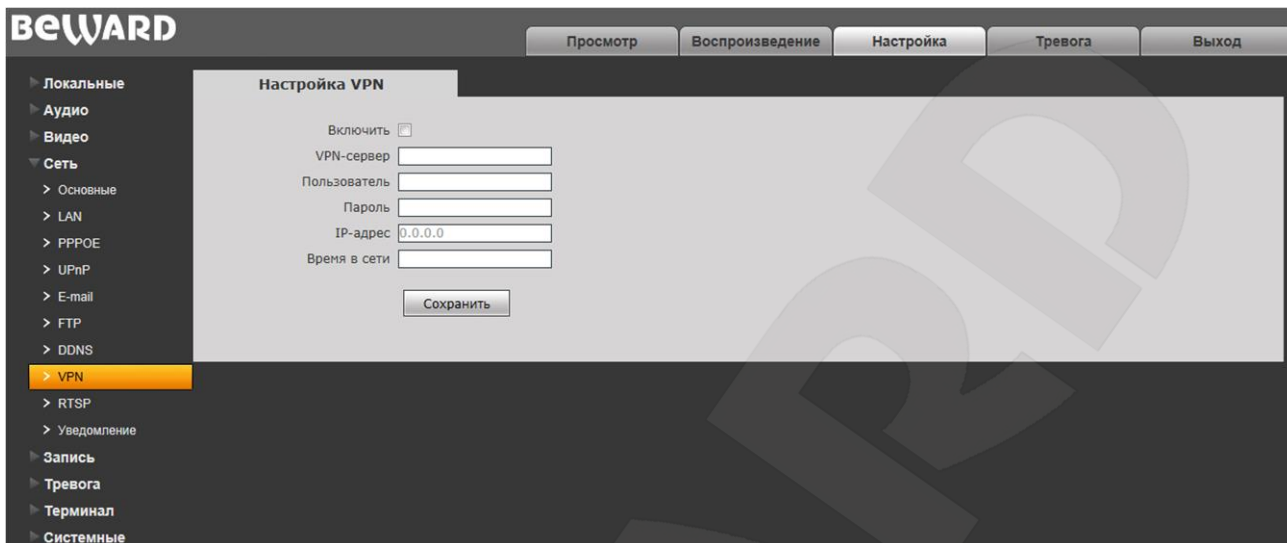 BEWARD
Просмотр
Воспроизведение
Настройка
Тревога
Выход
Локальные
Аудио
Видео
Сеть
Основные
LAN
PPPOE
UPnP
E-mail
FTP
DDNS
VPN
RTSP
Уведомление
Запись
Тревога
Терминал
Системные
Настройка VPN
Включить
VPN-сервер
Пользователь
Пароль
IP-адрес 0.0.0.0
Время в сети
Сохранить